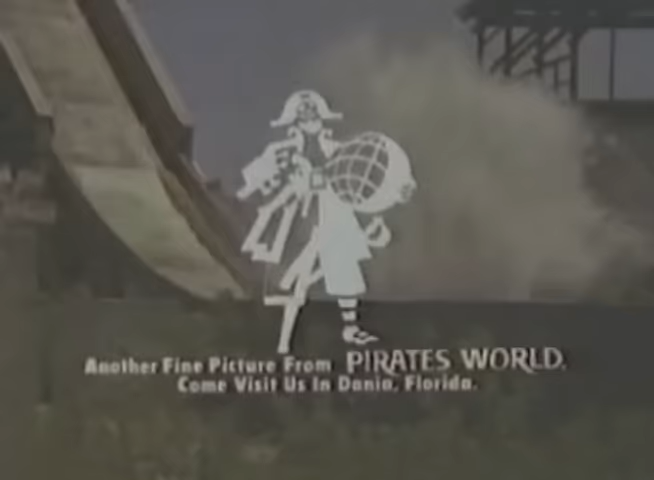 Another Fine Picture From PIRATES WORLD.
Come Visit Us In Dania, Florida.